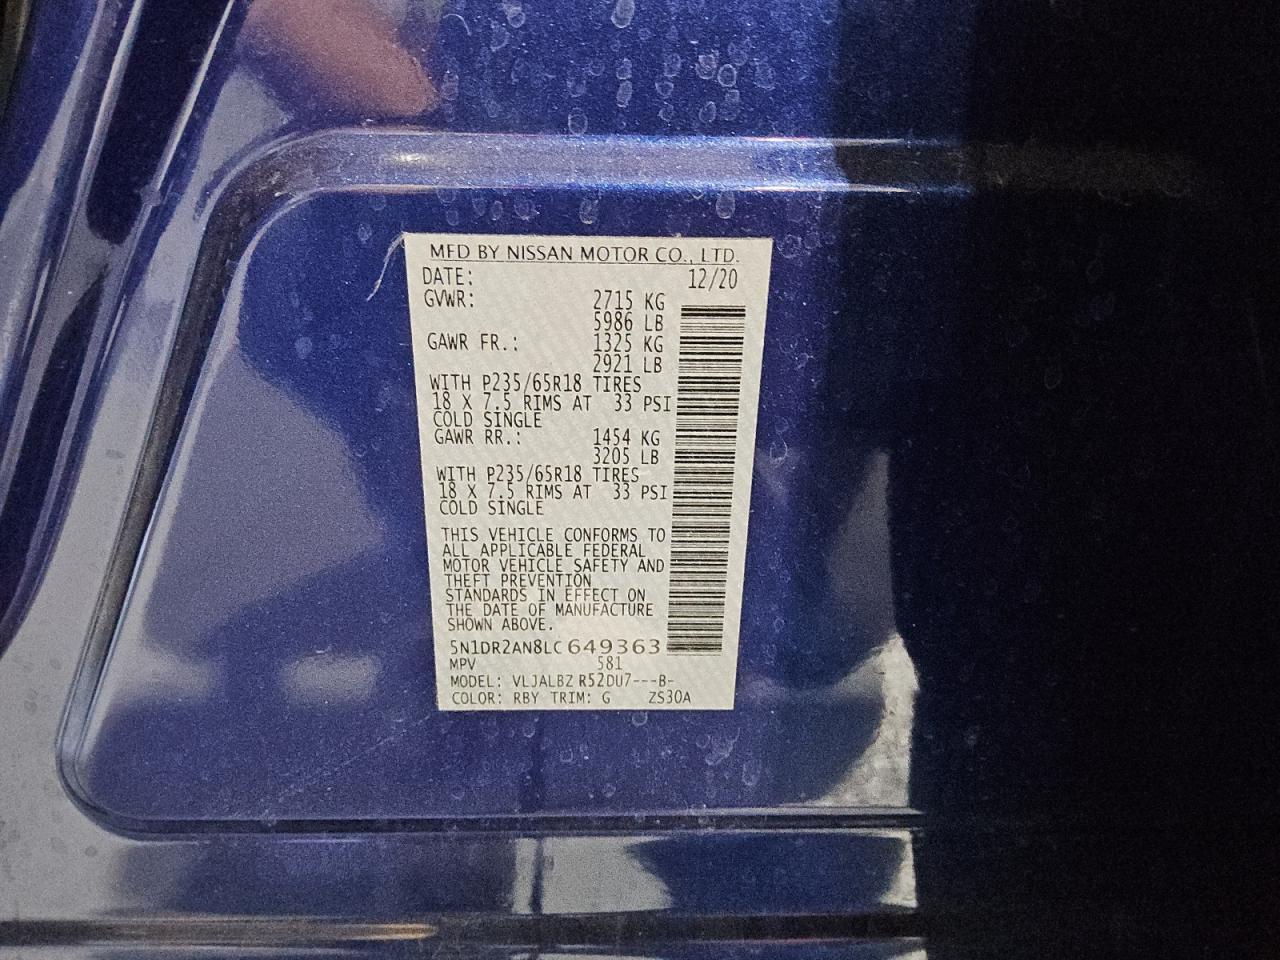 MFD BY NISSAN MOTOR CO., LTD.
DATE: 12/20
GVWR: 2715 KG
5986 LB
GAWR FR.: 1325 KG
2921 LB
WITH P235/65R18 TIRES
18 X 7.5 RIMS AT 33 PSI
COLD SINGLE
GAWR RR.: 1454 KG
3205 LB
WITH P235/65R18 TIRES
18 X 7.5 RIMS AT 33 PSI
COLD SINGLE
THIS VEHICLE CONFORMS TO
ALL APPLICABLE FEDERAL
MOTOR VEHICLE SAFETY AND
THEFT PREVENTION
STANDARDS IN EFFECT ON
THE DATE OF MANUFACTURE
SHOWN ABOVE.
5N1DR2AN8LC649363
MPV 581
MODEL: VLJALBZ R52DU7---B-
COLOR: RBY TRIM: G ZS30A